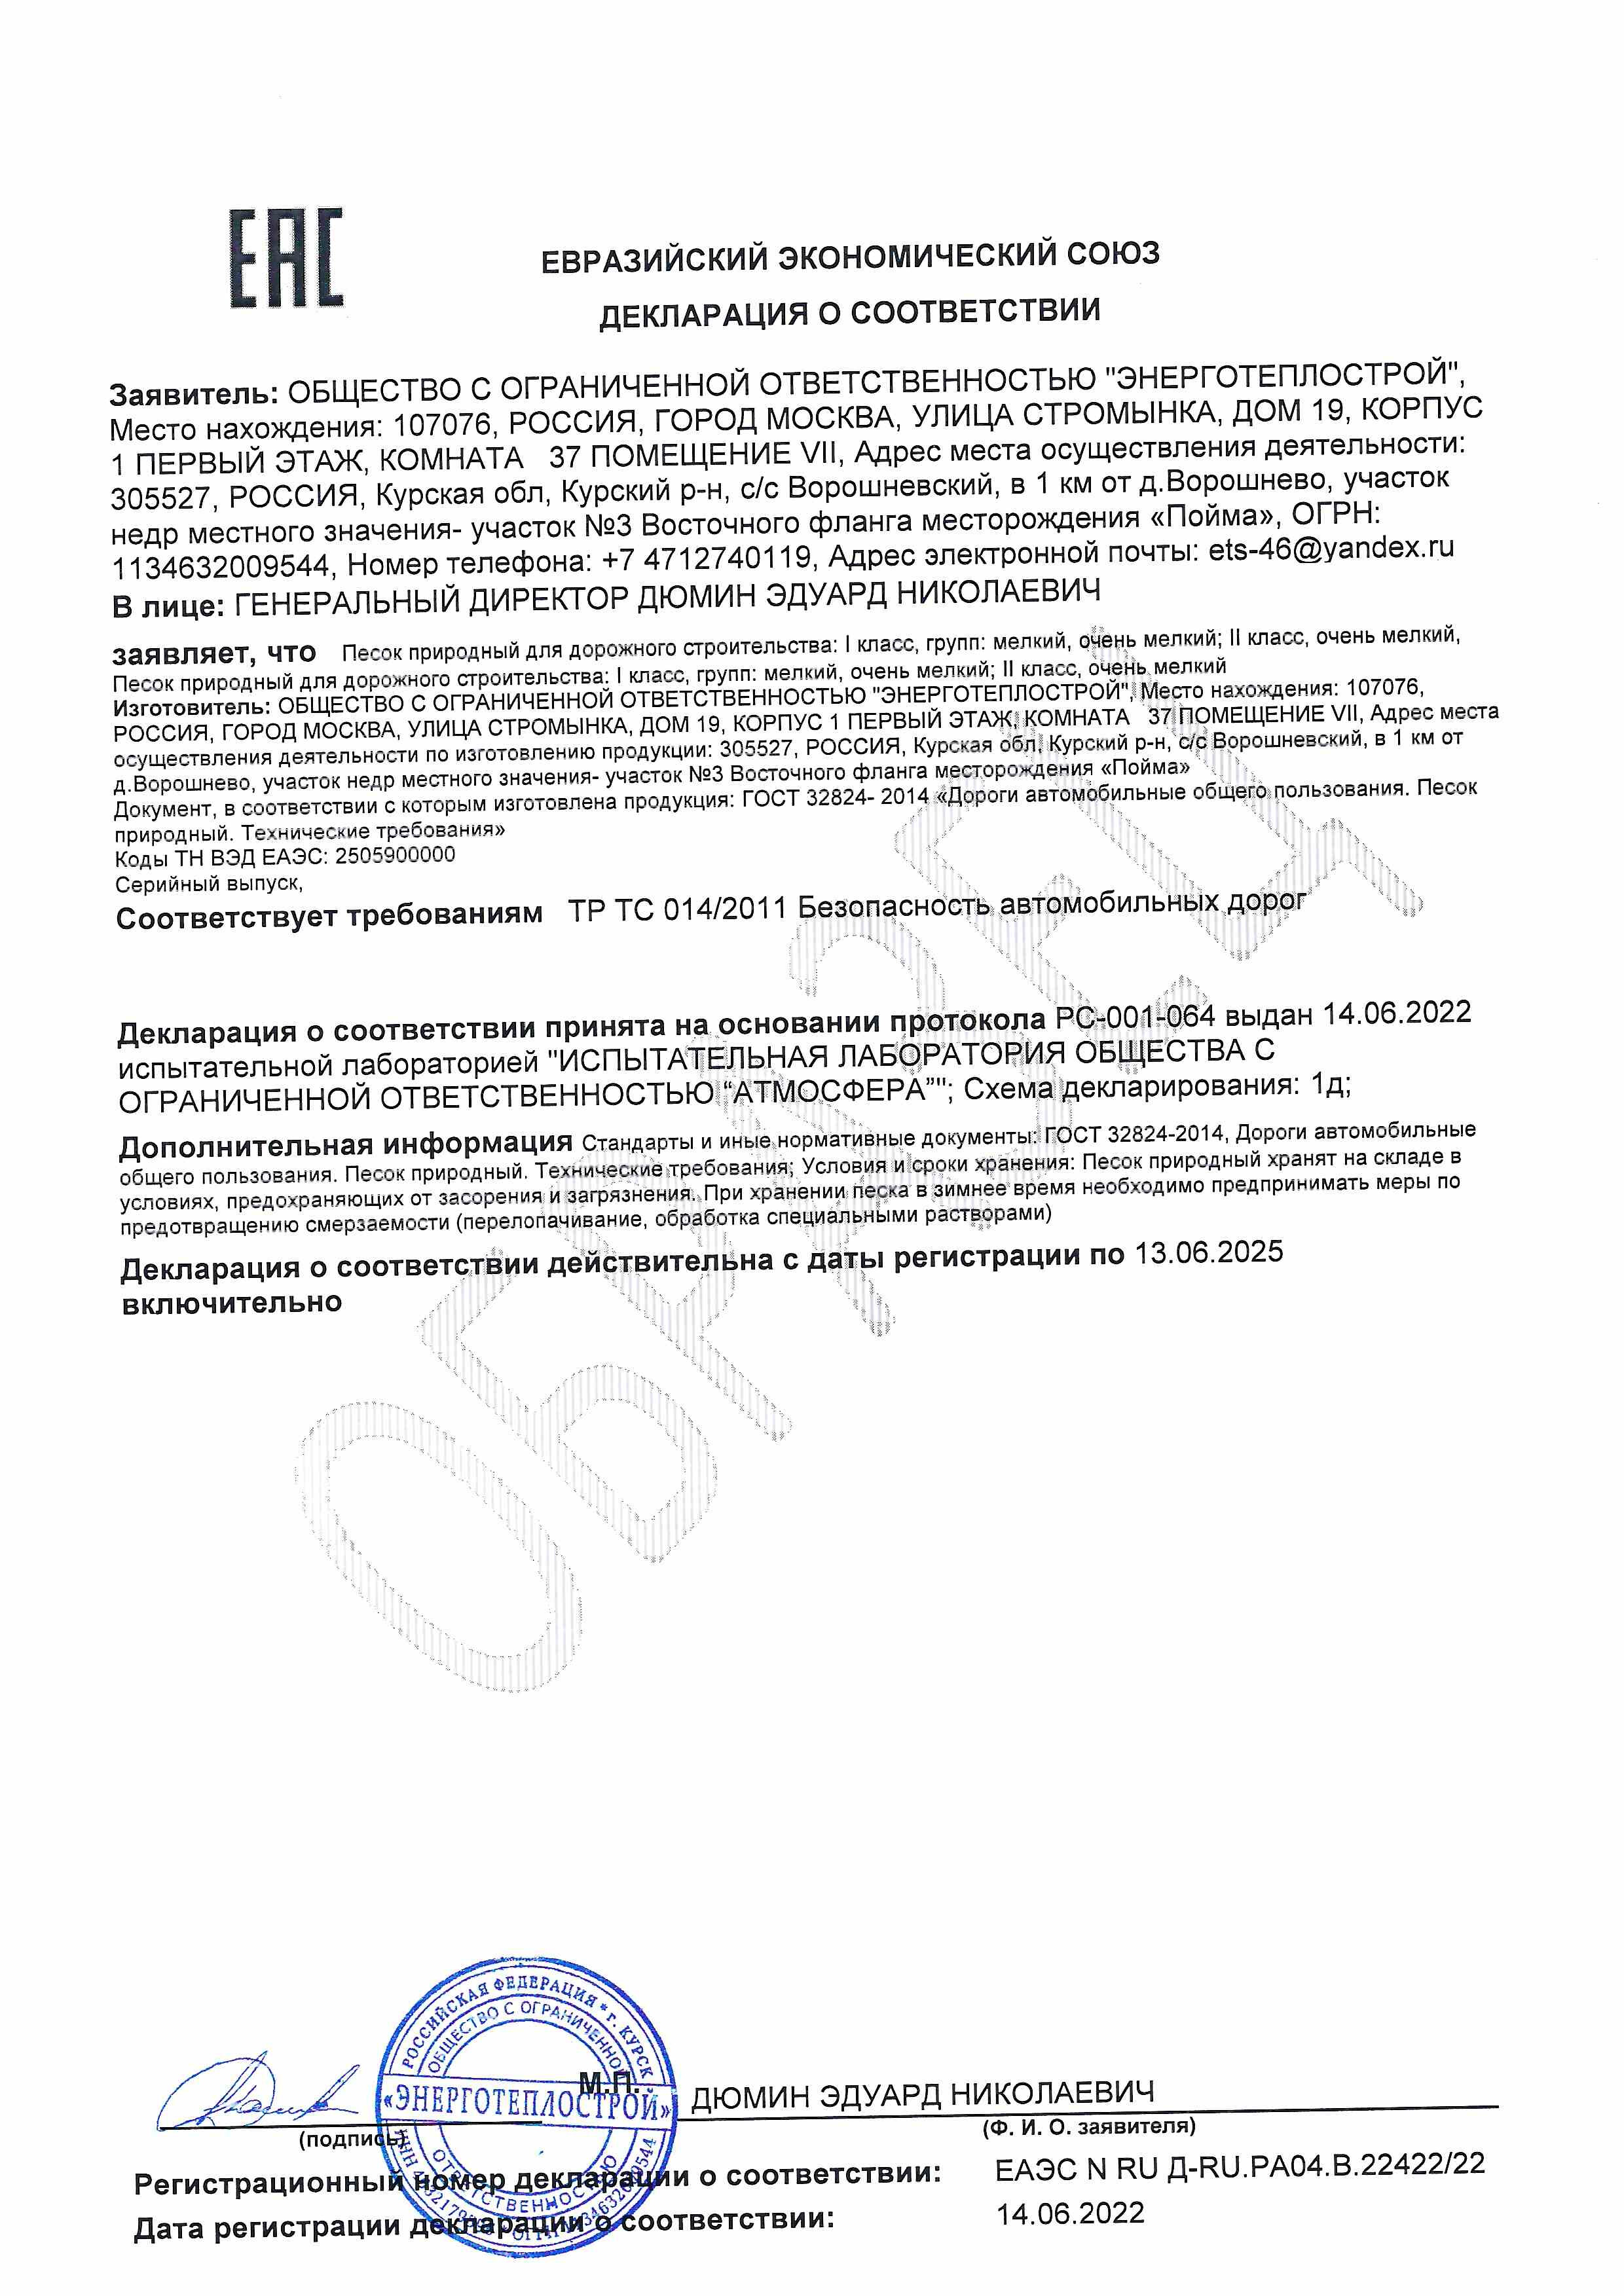 ЕАС
ЕВРАЗИЙСКИЙ ЭКОНОМИЧЕСКИЙ СОЮЗ
ДЕКЛАРАЦИЯ О СООТВЕТСТВИИ
Заявитель: ОБЩЕСТВО С ОГРАНИЧЕННОЙ ОТВЕТСТВЕННОСТЬЮ "ЭНЕРГОТЕПЛОСТРОЙ",
Место нахождения: 107076, РОССИЯ, ГОРОД МОСКВА, УЛИЦА СТРОМЫНКА, ДОМ 19, КОРПУС
1 ПЕРВЫЙ ЭТАЖ, КОМНАТА 37 ПОМЕЩЕНИЕ VII, Адрес места осуществления деятельности:
305527, РОССИЯ, Курская обл, Курский р-н, с/с Ворошневский, в 1 км от д.Ворошнево, участок
недр местного значения- участок №3 Восточного фланга месторождения «Пойма», ОГРН:
1134632009544, Номер телефона: +7 4712740119, Адрес электронной почты: ets-46@yandex.ru
В лице: ГЕНЕРАЛЬНЫЙ ДИРЕКТОР ДЮМИН ЭДУАРД НИКОЛАЕВИЧ
заявляет, что Песок природный для дорожного строительства: I класс, групп: мелкий, очень мелкий; II класс, очень мелкий,
Песок природный для дорожного строительства: I класс, групп: мелкий, очень мелкий; II класс, очень мелкий
Изготовитель: ОБЩЕСТВО С ОГРАНИЧЕННОЙ ОТВЕТСТВЕННОСТЬЮ "ЭНЕРГОТЕПЛОСТРОЙ", Место нахождения: 107076,
РОССИЯ, ГОРОД МОСКВА, УЛИЦА СТРОМЫНКА, ДОМ 19, КОРПУС 1 ПЕРВЫЙ ЭТАЖ, КОМНАТА 37 ПОМЕЩЕНИЕ VII, Адрес места
осуществления деятельности по изготовлению продукции: 305527, РОССИЯ, Курская обл, Курский р-н, с/с Ворошневский, в 1 км от
д.Ворошнево, участок недр местного значения- участок №3 Восточного фланга месторождения «Пойма»
Документ, в соответствии с которым изготовлена продукция: ГОСТ 32824- 2014 «Дороги автомобильные общего пользования. Песок
природный. Технические требования»
Коды ТН ВЭД ЕАЭС: 2505900000
Серийный выпуск,
Соответствует требованиям ТР ТС 014/2011 Безопасность автомобильных дорог
Декларация о соответствии принята на основании протокола РС-001-064 выдан 14.06.2022
испытательной лабораторией "ИСПЫТАТЕЛЬНАЯ ЛАБОРАТОРИЯ ОБЩЕСТВА С
ОГРАНИЧЕННОЙ ОТВЕТСТВЕННОСТЬЮ “АТМОСФЕРА”"; Схема декларирования: 1д;
Дополнительная информация Стандарты и иные нормативные документы: ГОСТ 32824-2014, Дороги автомобильные
общего пользования. Песок природный. Технические требования; Условия и сроки хранения: Песок природный хранят на складе в
условиях, предохраняющих от засорения и загрязнения. При хранении песка в зимнее время необходимо предпринимать меры по
предотвращению смерзаемости (перелопачивание, обработка специальными растворами)
Декларация о соответствии действительна с даты регистрации по 13.06.2025
включительно
ОБРАЗЕЦ
РОССИЙСКАЯ ФЕДЕРАЦИЯ * г. КУРСК
ОБЩЕСТВО С ОГРАНИЧЕННОЙ
«ЭНЕРГОТЕПЛОСТРОЙ»
ОТВЕТСТВЕННОСТЬЮ
М.П.
ДЮМИН ЭДУАРД НИКОЛАЕВИЧ
(подпись)
(Ф. И. О. заявителя)
Регистрационный номер декларации о соответствии: ЕАЭС N RU Д-RU.РА04.В.22422/22
Дата регистрации декларации о соответствии: 14.06.2022